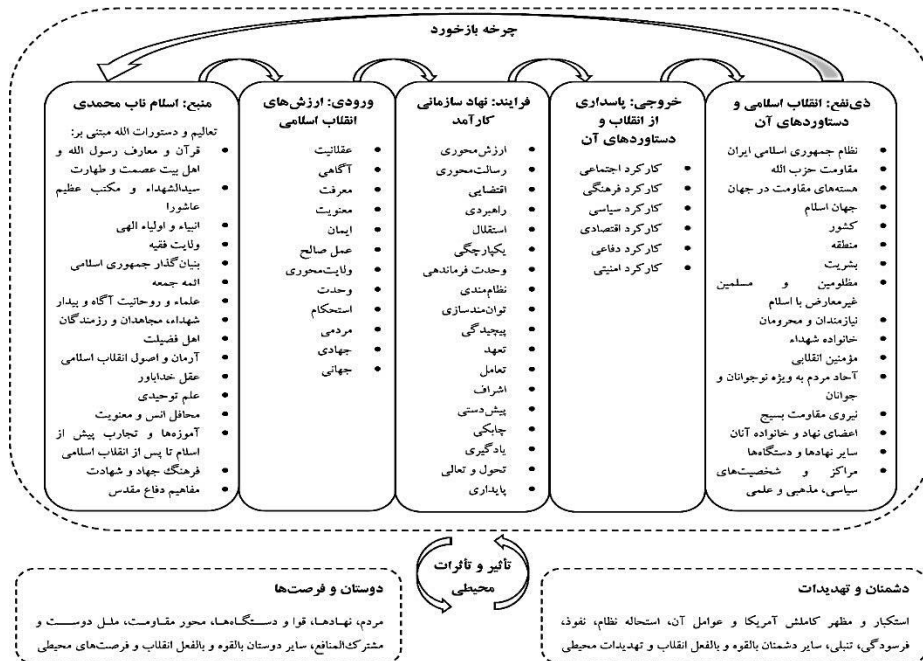 چرخه بازخورد
منبع: اسلام ناب محمدی
تعالیم و دستورات الله مبتنی بر:
قرآن و معارف رسول الله و
اهل بیت عصمت و طهارت
سیدالشهداء و مکتب عظیم
عاشورا
انبیاء و اولیاء الهی
ولایت فقیه
بنیان‌گذار جمهوری اسلامی
ائمه جمعه
علماء و روحانیت آگاه و بیدار
شهداء، مجاهدان و رزمندگان
اهل فضیلت
آرمان و اصول انقلاب اسلامی
عقل خداباور
علم توحیدی
محافل انس و معنویت
آموزه‌ها و تجارب پیش از
اسلام تا پس از انقلاب اسلامی
فرهنگ جهاد و شهادت
مفاهیم دفاع مقدس
ورودی: ارزش‌های
انقلاب اسلامی
عقلانیت
آگاهی
معرفت
معنویت
ایمان
عمل صالح
ولایت‌محوری
وحدت
استحکام
مردمی
جهادی
جهانی
فرایند: نهاد سازمانی
کارآمد
ارزش‌محوری
رسالت‌محوری
اقتضایی
راهبردی
استقلال
یکپارچگی
وحدت فرماندهی
نظام‌مندی
توان‌مندسازی
پیچیدگی
تعهد
تعامل
اشراف
پیش‌دستی
چابکی
یادگیری
تحول و تعالی
پایداری
خروجی: پاسداری
از انقلاب و
دستاوردهای آن
کارکرد اجتماعی
کارکرد فرهنگی
کارکرد سیاسی
کارکرد اقتصادی
کارکرد دفاعی
کارکرد امنیتی
ذی‌نفع: انقلاب اسلامی و
دستاوردهای آن
نظام جمهوری اسلامی ایران
مقاومت حزب الله
هسته‌های مقاومت در جهان
جهان اسلام
کشور
منطقه
بشریت
مظلومین و مسلمین
غیرمعارض با اسلام
نیازمندان و محرومان
خانواده شهداء
مؤمنین انقلابی
آحاد مردم به ویژه نوجوانان و
جوانان
نیروی مقاومت بسیج
اعضای نهاد و خانواده آنان
سایر نهادها و دستگاه‌ها
مراکز و شخصیت‌های
سیاسی، مذهبی و علمی
تأثیر و تأثرات
محیطی
دشمنان و تهدیدات
استکبار و مظهر کاملش آمریکا و عوامل آن، استحاله نظام، نفوذ،
فرسودگی، تنبلی، سایر دشمنان بالقوه و بالفعل انقلاب و تهدیدات محیطی
دوستان و فرصت‌ها
مردم، نهادها، قوا و دستگاه‌ها، محور مقاومت، ملل دوست و
مشترک‌المنافع، سایر دوستان بالقوه و بالفعل انقلاب و فرصت‌های محیطی